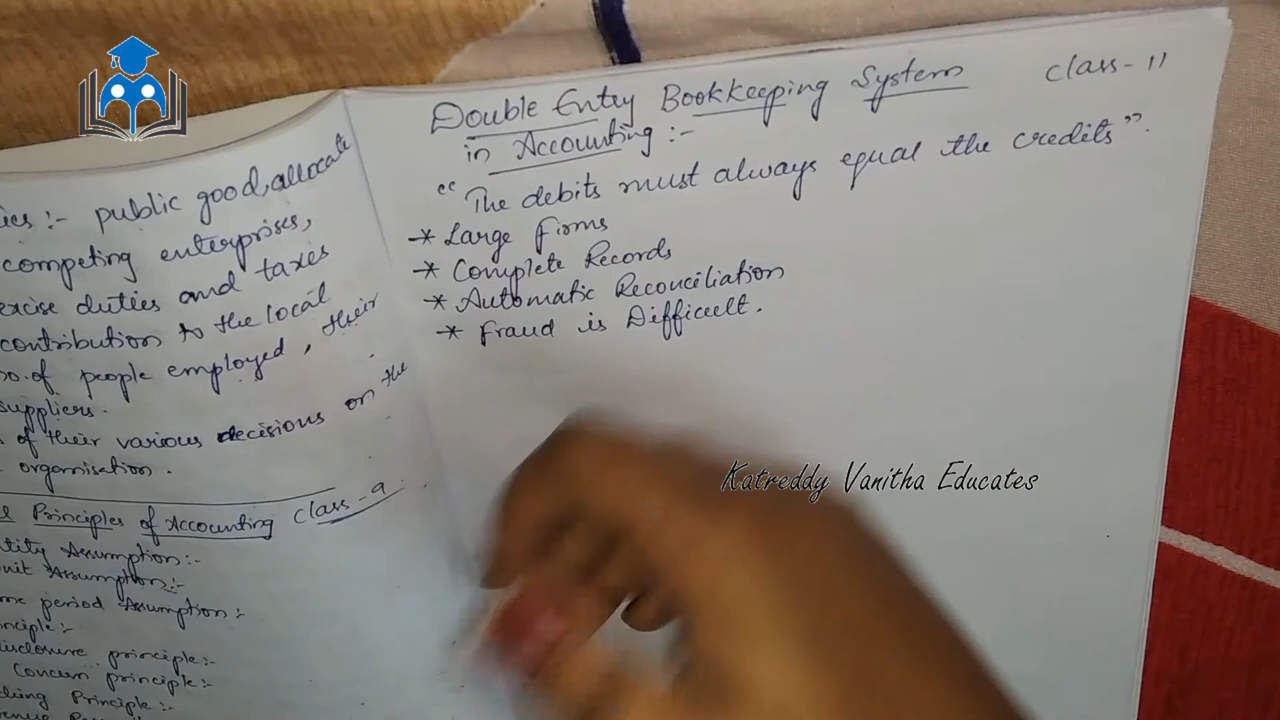 public good, allocate
competing enterprises,
duties and taxes
contribution to the local
of people employed, their
suppliers.
of their various decisions on the
organisation.
Principles of Accounting class-9
Assumption:-
Assumption:-
period Assumption:-
principle:-
Concern principle:-
Principle:-
Double Entry Bookkeeping System class-11
in Accounting :-
"The debits must always equal the credits".
* Large firms
* Complete Records
* Automatic Reconciliation
* Fraud is Difficult.
Katreddy Vanitha Educates